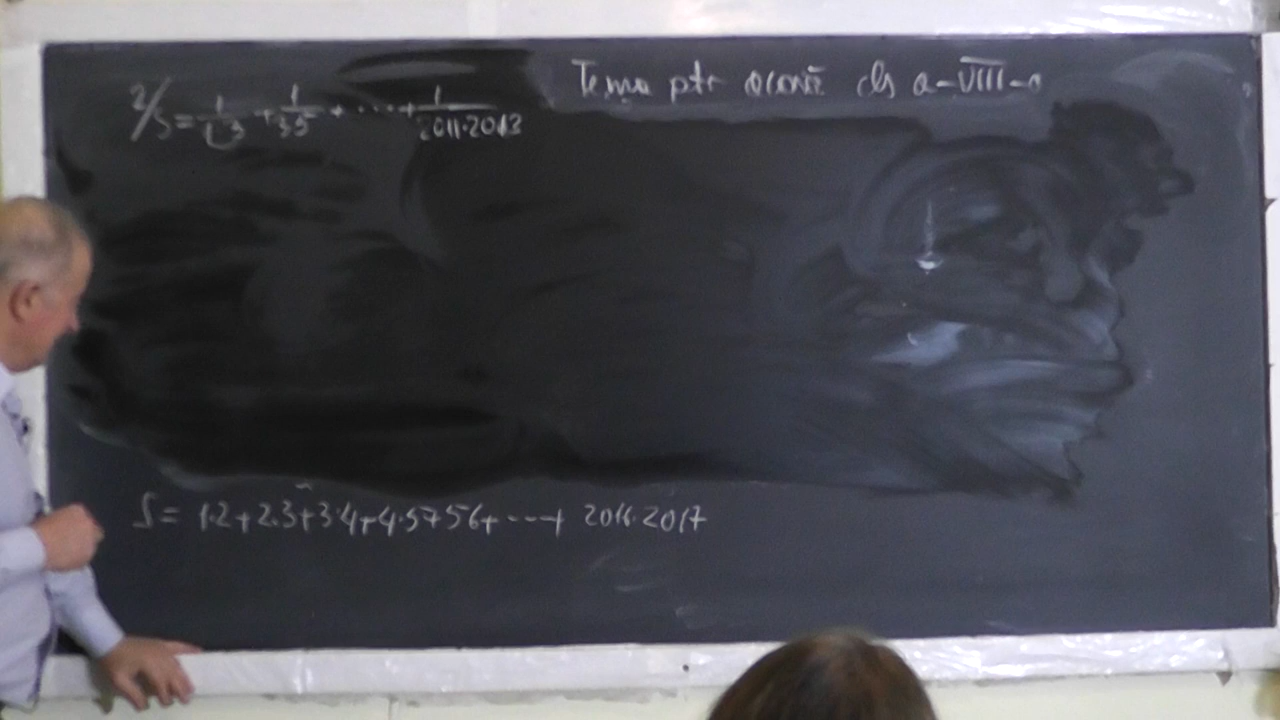 Tema ptr acasă cls a-VIII-a
2/ S = 1/1·3 + 1/3·5 + ..... + 1/2011·2013
S = 1·2+2·3+3·4+4·5+5·6+ ---+ 2016·2017